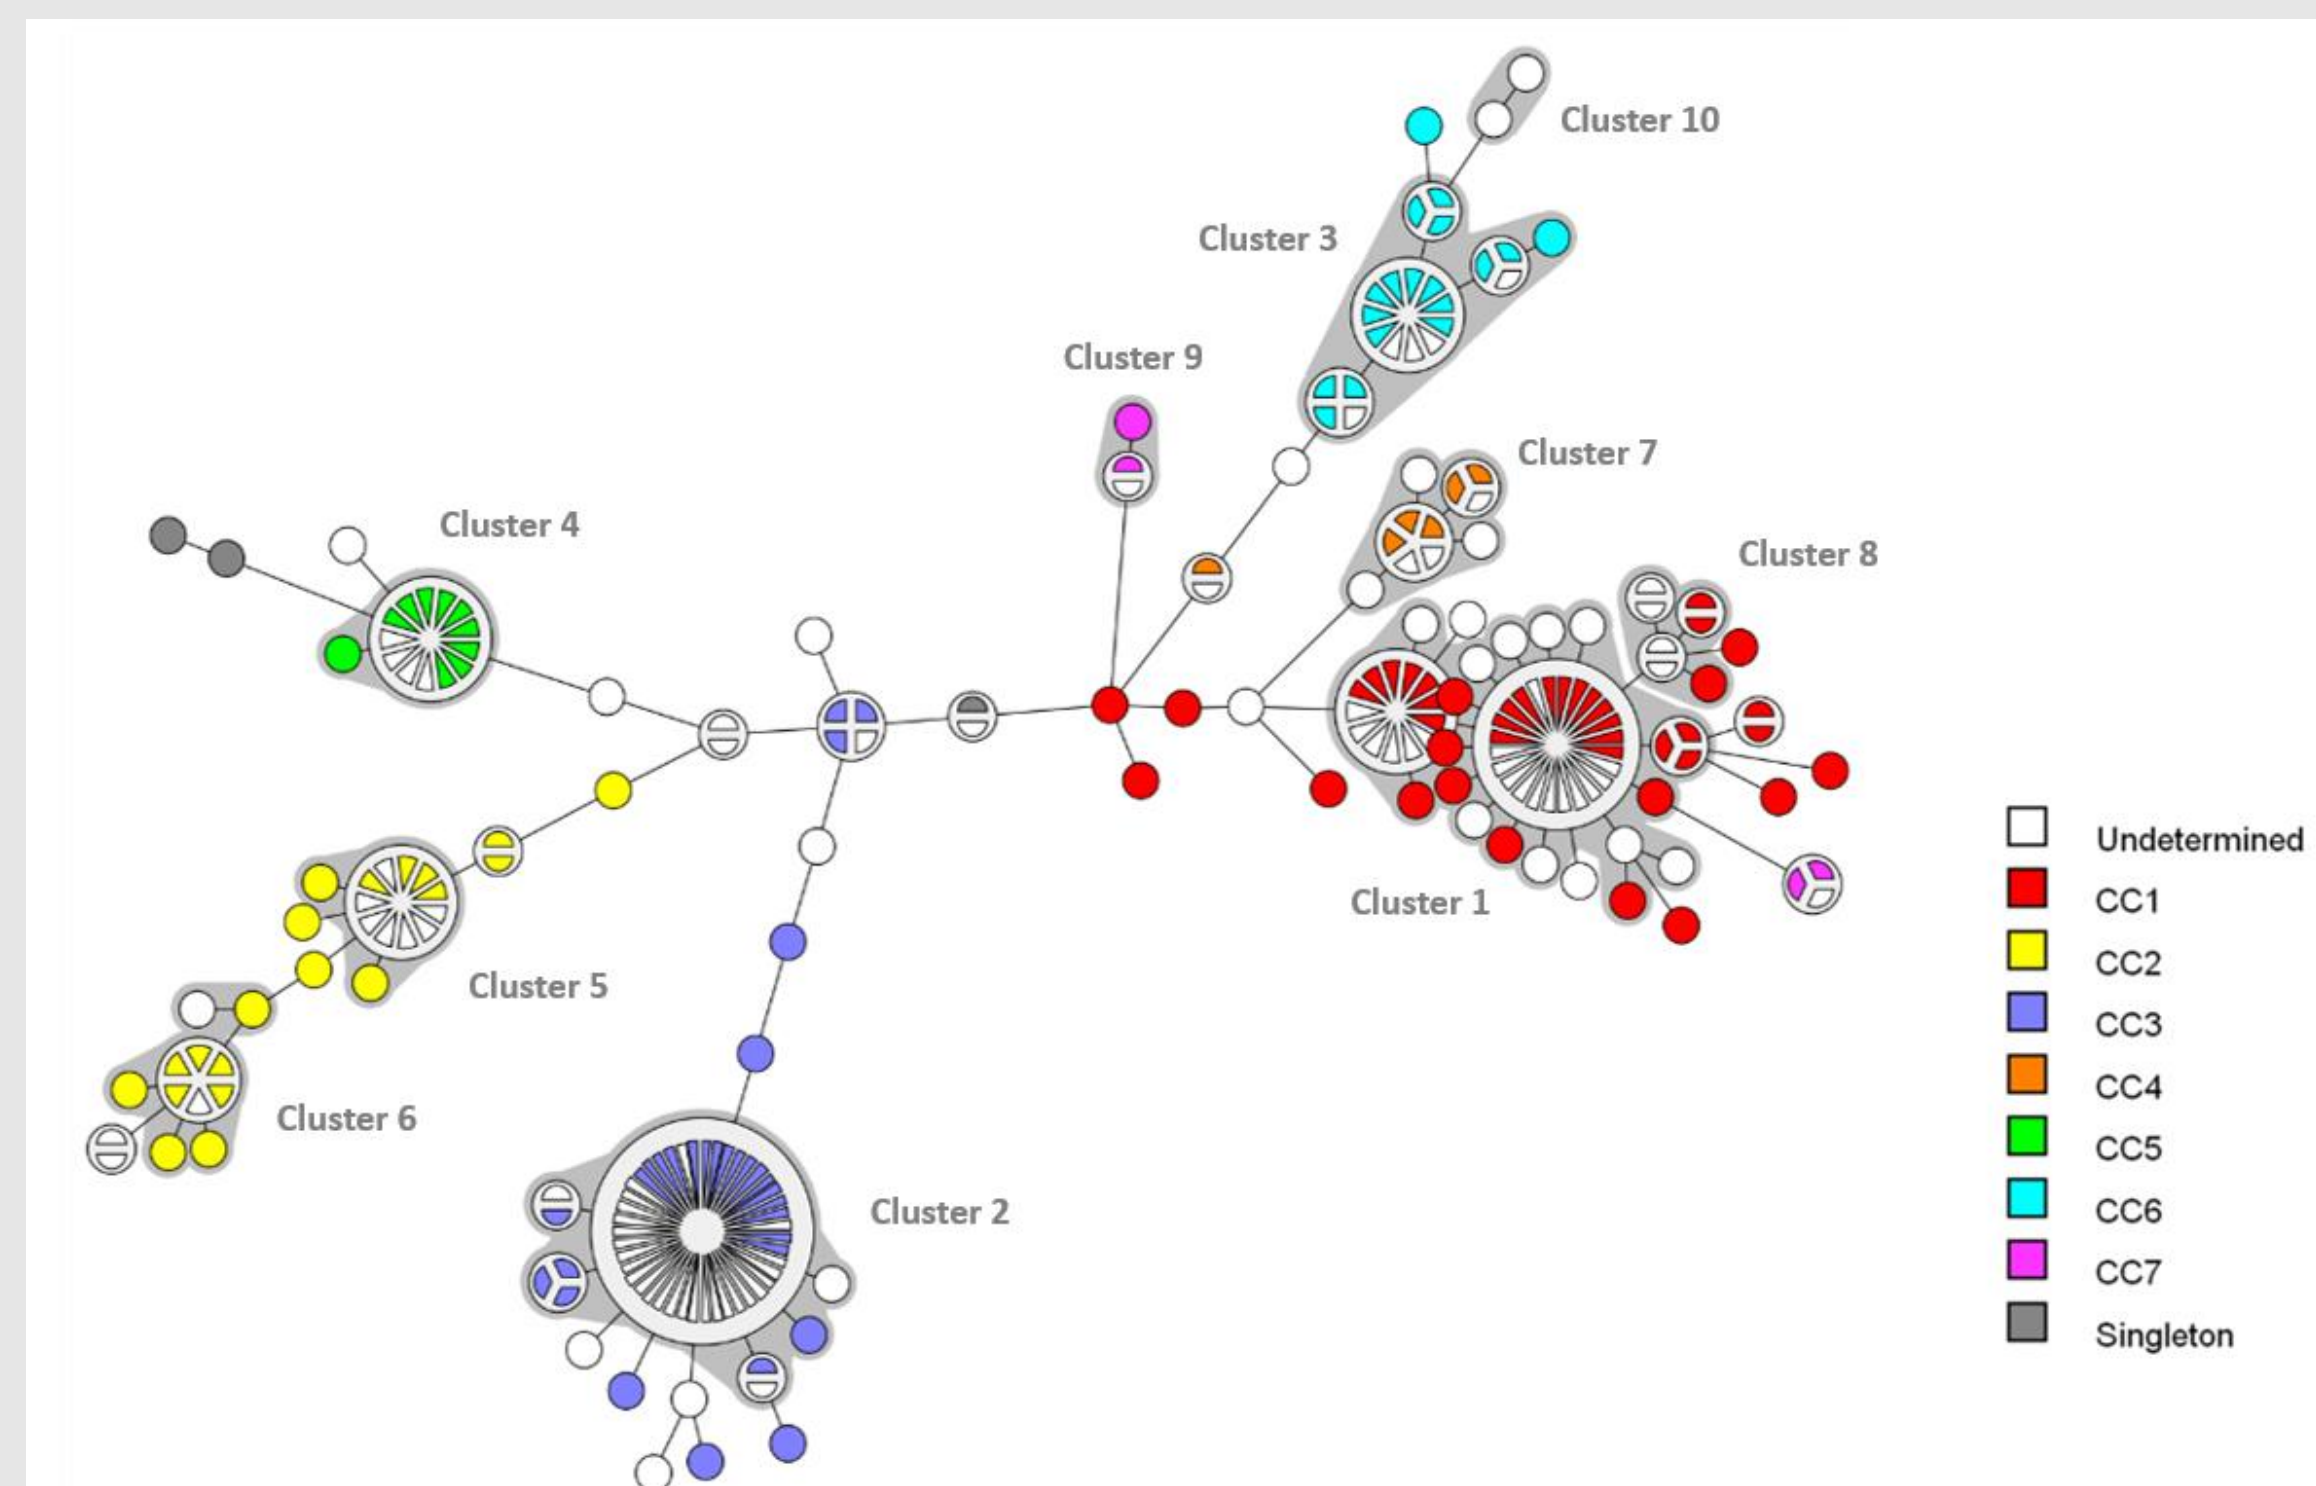 Cluster 10
Cluster 3
Cluster 9
Cluster 7
Cluster 4
Cluster 8
Cluster 1
Cluster 5
Cluster 6
Cluster 2
Undetermined
CC1
CC2
CC3
CC4
CC5
CC6
CC7
Singleton